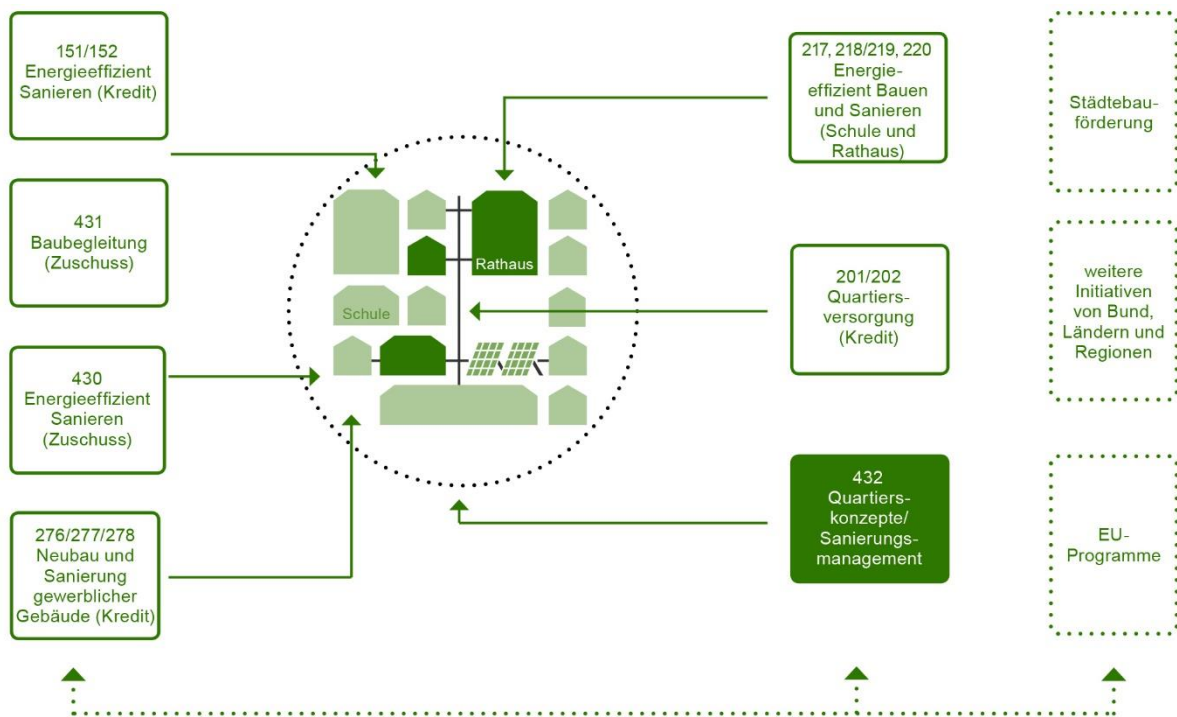 151/152
Energieeffizient
Sanieren (Kredit)
431
Baubegleitung
(Zuschuss)
430
Energieeffizient
Sanieren
(Zuschuss)
276/277/278
Neubau und
Sanierung
gewerblicher
Gebäude (Kredit)
Rathaus
Schule
217, 218/219, 220
Energie-
effizient Bauen
und Sanieren
(Schule und
Rathaus)
201/202
Quartiers-
versorgung
(Kredit)
432
Quartiers-
konzepte/
Sanierungs-
management
Städtebau-
förderung
weitere
Initiativen
von Bund,
Ländern und
Regionen
EU-
Programme